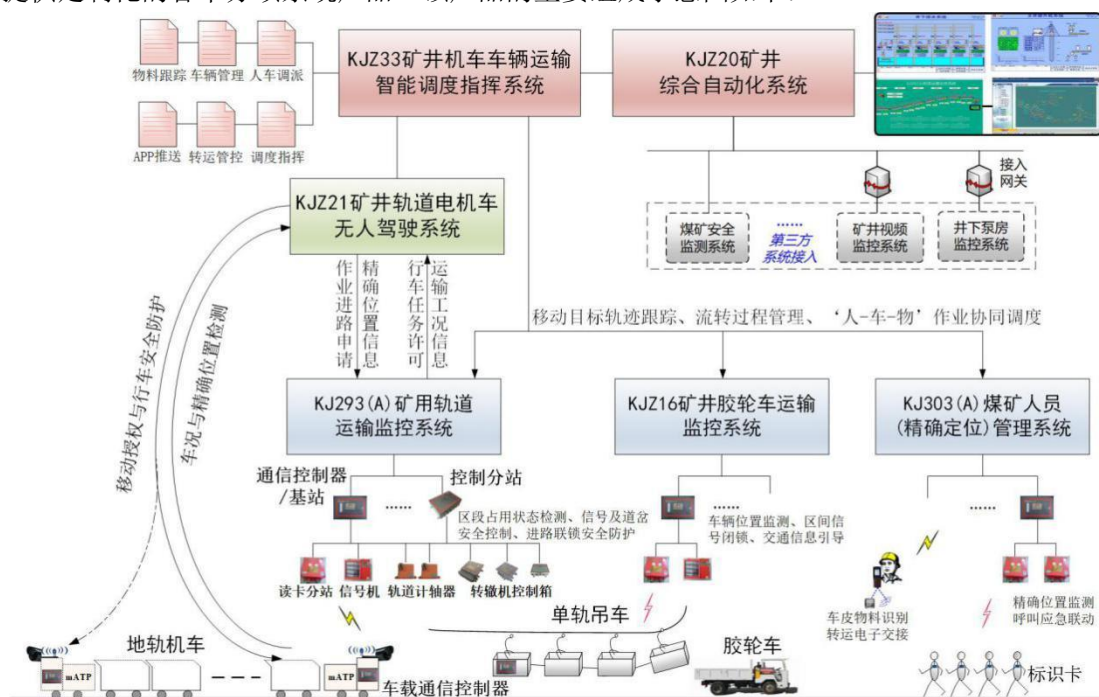 物料跟踪 车辆管理 人车调派
APP推送 转运管控 调度指挥
KJZ33矿井机车车辆运输
智能调度指挥系统
KJZ20矿井
综合自动化系统
接入
网关
煤矿安全
监测系统
……
第三方
系统接入
矿井视频
监控系统
井下泵房
监控系统
KJZ21矿井轨道电机车
无人驾驶系统
作业进路申请
精确位置信息
行车任务许可
运输工况信息
移动授权与行车安全防护
车况与精确位置检测
移动目标轨迹跟踪、流转过程管理、‘人-车-物’作业协同调度
KJ293(A)矿用轨道
运输监控系统
KJZ16矿井胶轮车运输
监控系统
KJ303(A)煤矿人员
(精确定位)管理系统
通信控制器
/基站
……
控制分站
区段占用状态检测、信号及道岔
安全控制、进路联锁安全防护
读卡分站 信号机 轨道计轴器 转辙机控制箱
……
车辆位置监测、区间信
号闭锁、交通信息引导
……
车皮物料识别
转运电子交接
精确位置监测
呼叫应急联动
地轨机车
mATP
mATP
车载通信控制器
单轨吊车
胶轮车
标识卡